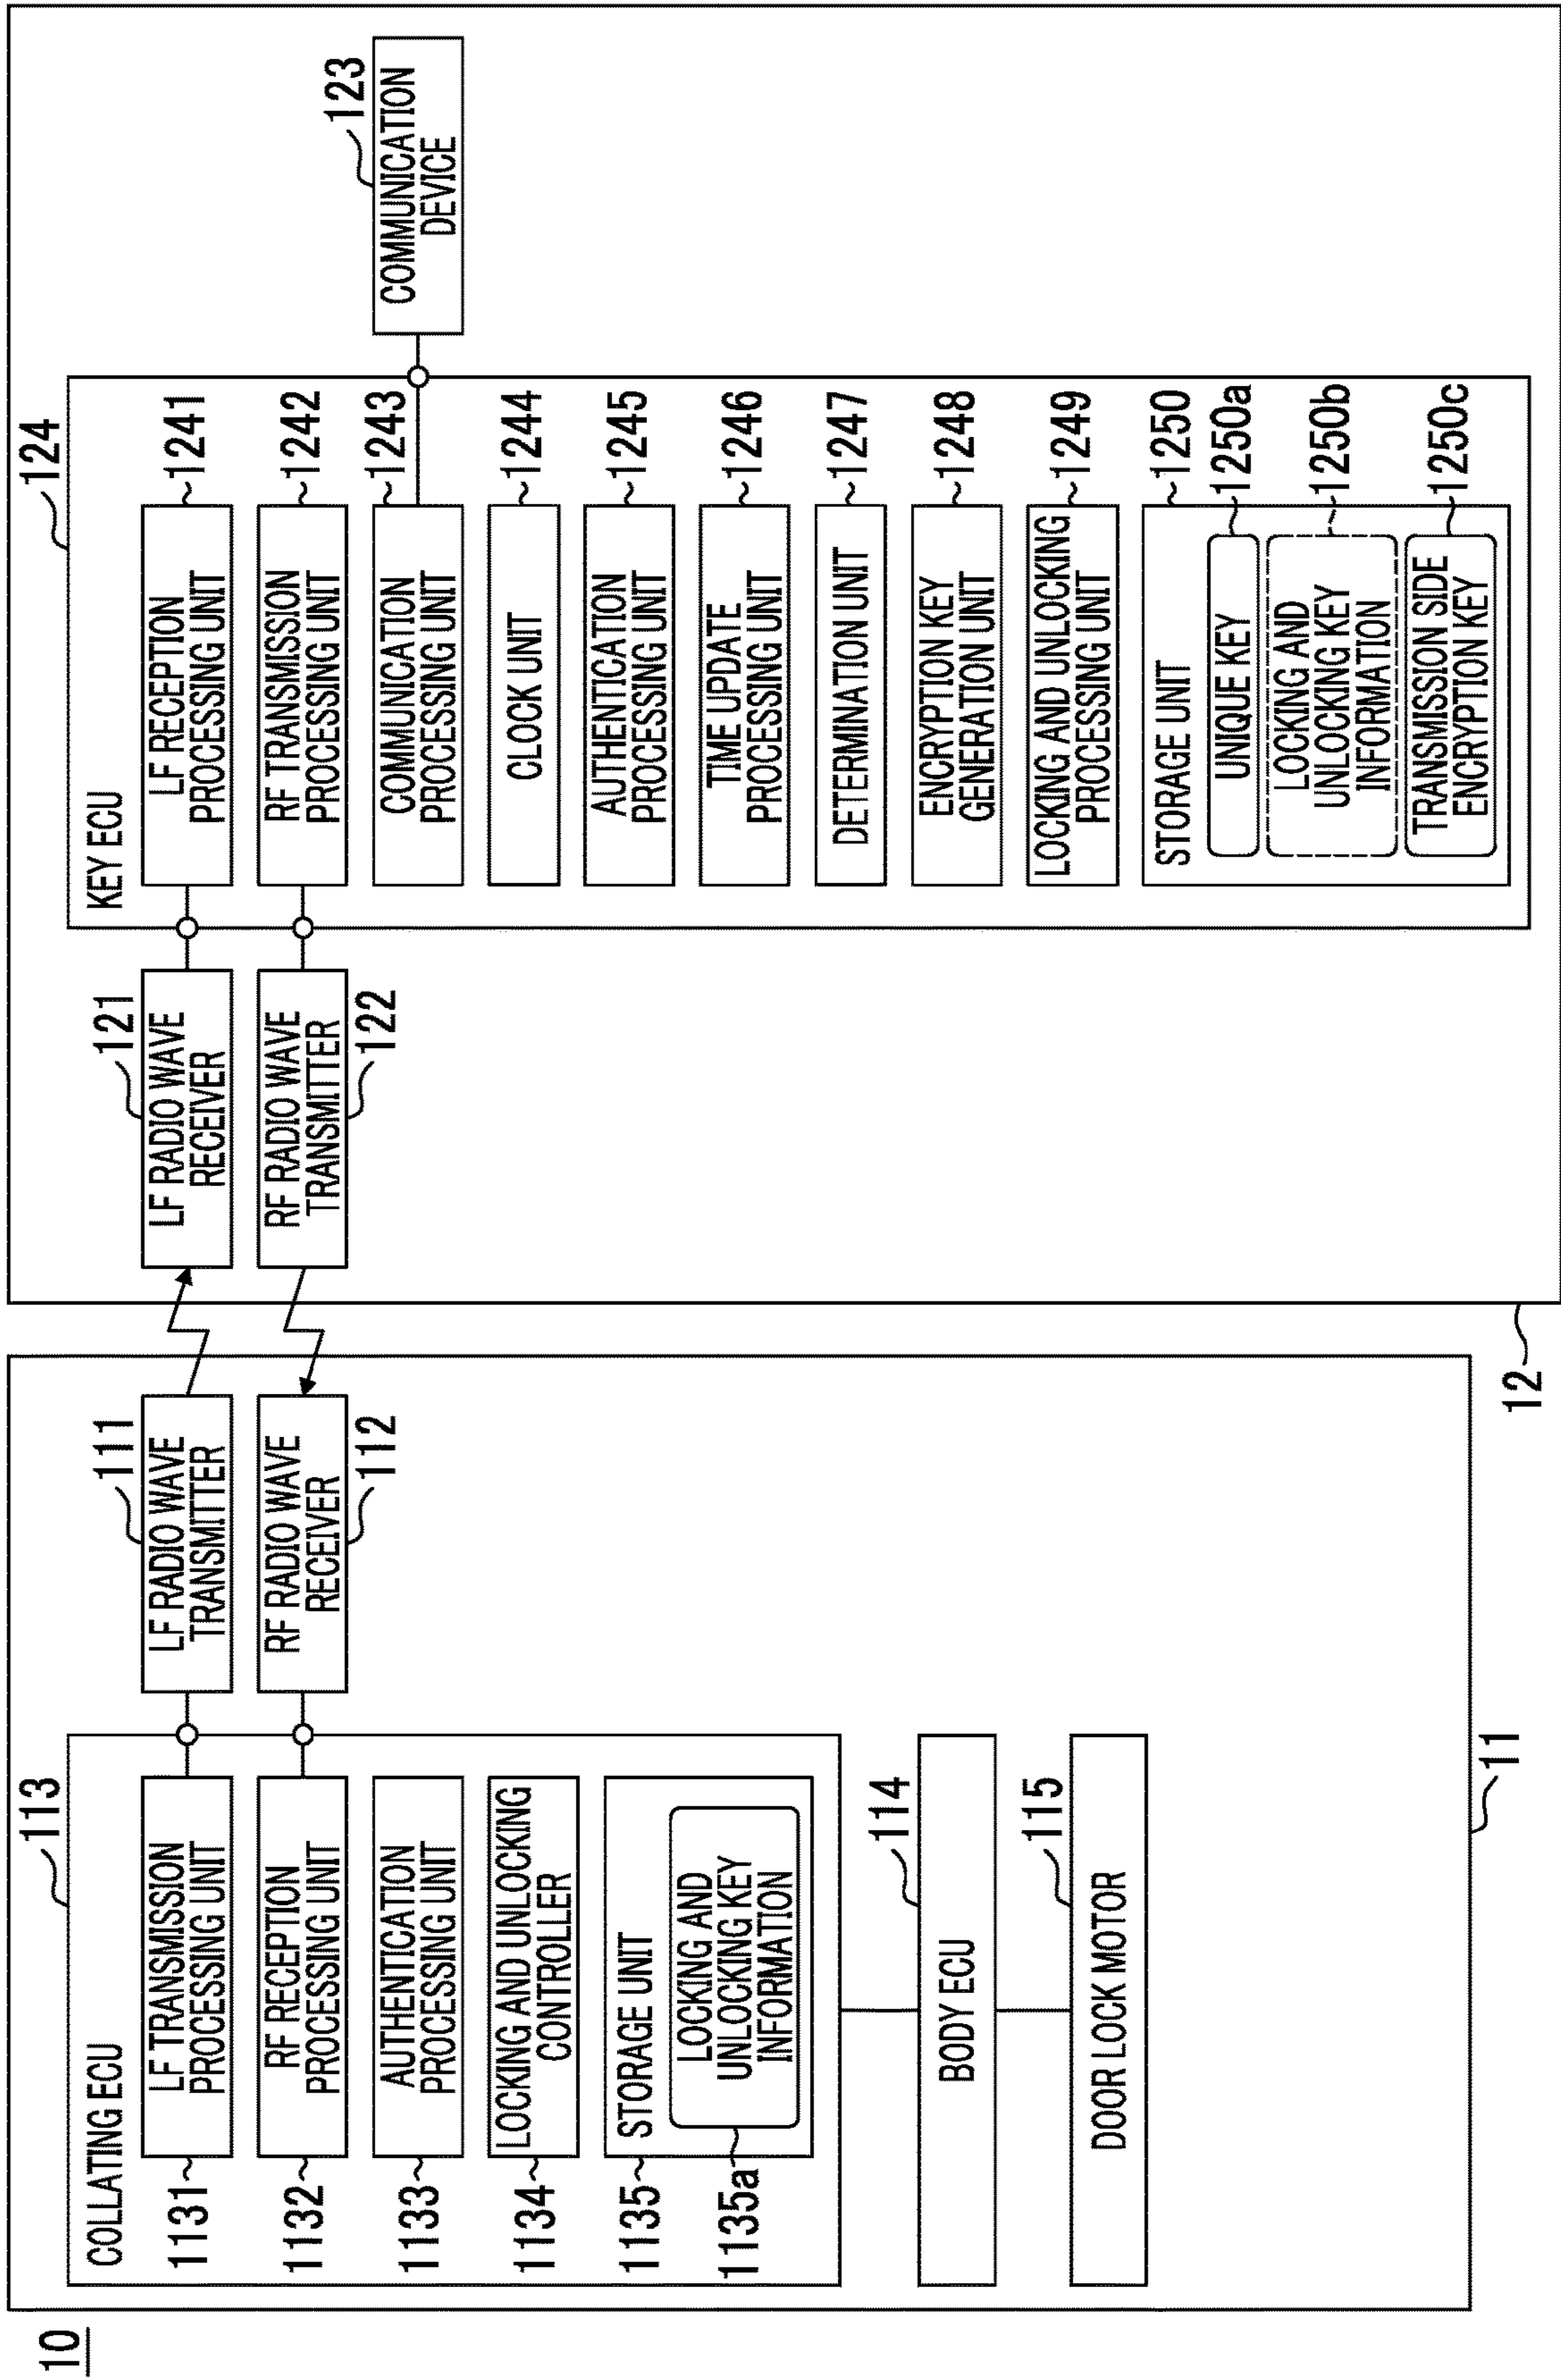 10
11
113
COLLATING ECU
1131
LF TRANSMISSION
PROCESSING UNIT
1132
RF RECEPTION
PROCESSING UNIT
1133
AUTHENTICATION
PROCESSING UNIT
1134
LOCKING AND UNLOCKING
CONTROLLER
1135
STORAGE UNIT
1135a
LOCKING AND
UNLOCKING KEY
INFORMATION
114
BODY ECU
115
DOOR LOCK MOTOR
111
LF RADIO WAVE
TRANSMITTER
112
RF RADIO WAVE
RECEIVER
12
121
LF RADIO WAVE
RECEIVER
122
RF RADIO WAVE
TRANSMITTER
124
KEY ECU
LF RECEPTION
PROCESSING UNIT
1241
RF TRANSMISSION
PROCESSING UNIT
1242
COMMUNICATION
PROCESSING UNIT
1243
CLOCK UNIT
1244
AUTHENTICATION
PROCESSING UNIT
1245
TIME UPDATE
PROCESSING UNIT
1246
DETERMINATION UNIT
1247
ENCRYPTION KEY
GENERATION UNIT
1248
LOCKING AND UNLOCKING
PROCESSING UNIT
1249
STORAGE UNIT
1250
UNIQUE KEY
1250a
LOCKING AND
UNLOCKING KEY
INFORMATION
1250b
TRANSMISSION SIDE
ENCRYPTION KEY
1250c
123
COMMUNICATION
DEVICE